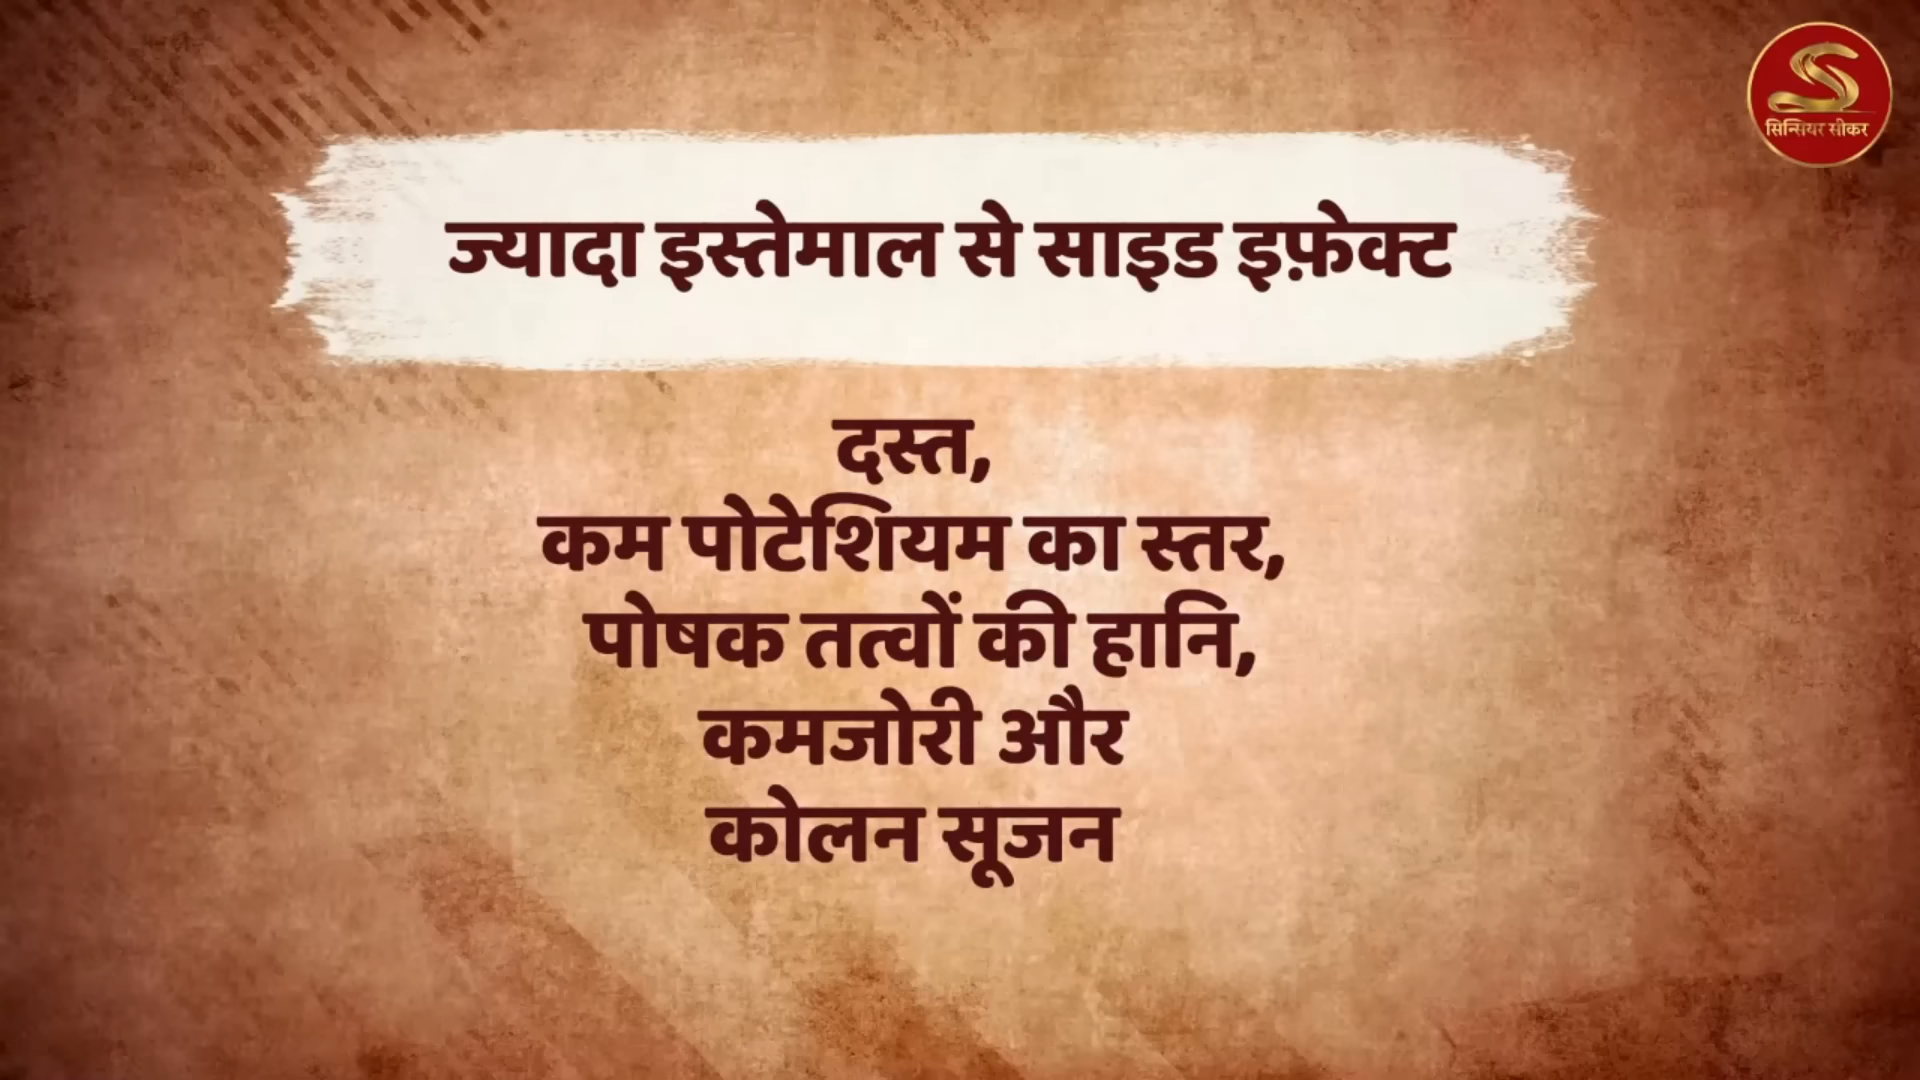 सिन्सियर सीकर
ज्यादा इस्तेमाल से साइड इफ़ेक्ट
दस्त,
कम पोटेशियम का स्तर,
पोषक तत्वों की हानि,
कमजोरी और
कोलन सूजन